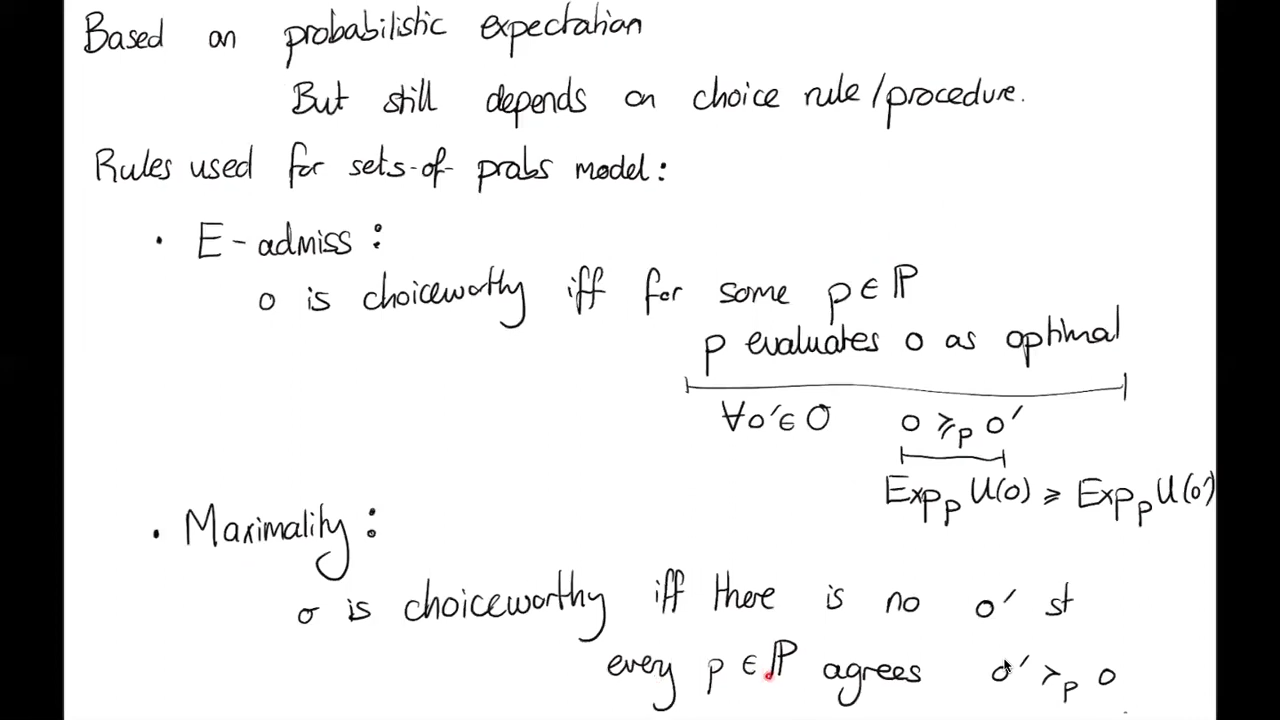 Based on probabilistic expectation
But still depends on choice rule/procedure.
Rules used for sets-of- probs model:
• E-admiss:
o is choiceworthy iff for some p ∈ ℙ
p evaluates o as optimal
∀o′ ∈ O o ≽ₚ o′
Expₚ U(o) ≥ Expₚ U(o′)
• Maximality:
o is choiceworthy iff there is no o′ st
every p ∈ ℙ agrees o′ ≻ₚ o